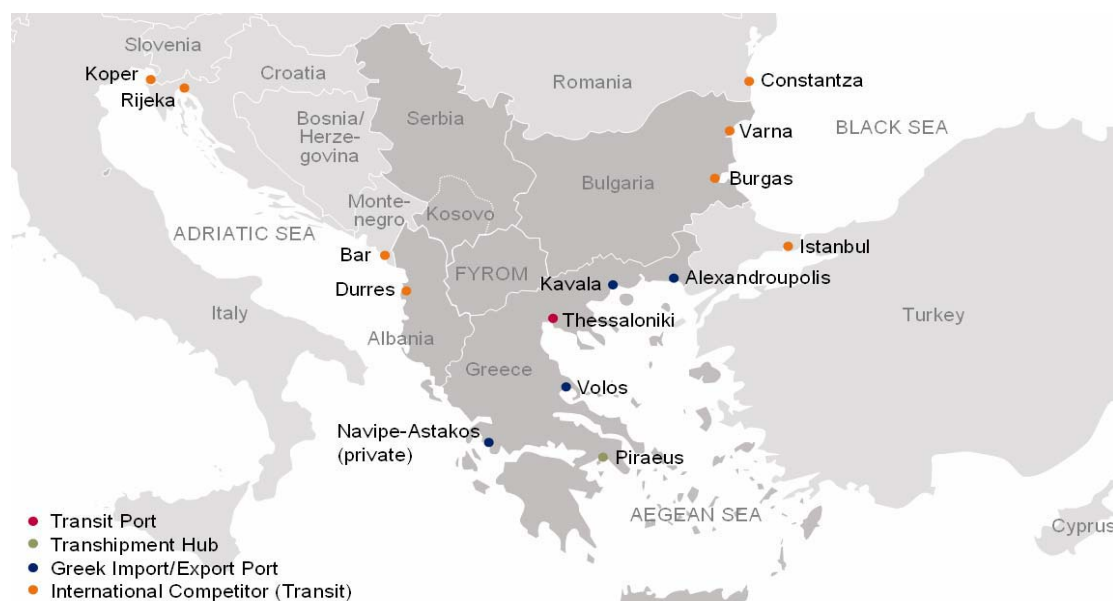 Slovenia
Koper
Croatia
Rijeka
Romania
Constantza
Bosnia/
Herze-
govina
Serbia
Varna
BLACK SEA
Bulgaria
Burgas
Monte-
negro
Kosovo
ADRIATIC SEA
Bar
Istanbul
FYROM
Kavala
Alexandroupolis
Durres
Italy
Thessaloniki
Turkey
Albania
Greece
Volos
Navipe-Astakos
(private)
Piraeus
AEGEAN SEA
Cyprus
Transit Port
Transhipment Hub
Greek Import/Export Port
International Competitor (Transit)